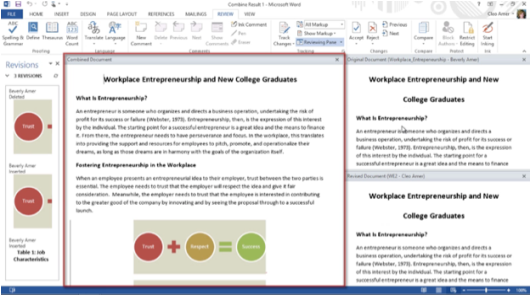 Combine Result 1 - Microsoft Word
FILE HOME INSERT DESIGN PAGE LAYOUT REFERENCES MAILINGS REVIEW VIEW
Spelling & Grammar Define Thesaurus Word Count Translate Language New Comment Delete Previous Next Ink Comment Pen Eraser Track Changes All Markup Show Markup Reviewing Pane Accept Reject Previous Next Compare Block Authors Restrict Editing Start Inking
Proofing Language Comments Tracking Changes Compare Protect Ink
Revisions
3 REVISIONS
Beverly Amer
Deleted
Trust
Beverly Amer
Inserted
Trust
Beverly Amer
Inserted
Table 1: Job
Characteristics
Combined Document
Workplace Entrepreneurship and New College Graduates
What Is Entrepreneurship?
An entrepreneur is someone who organizes and directs a business operation, undertaking the risk of
profit for its success or failure (Webster, 1973). Entrepreneurship, then, is the expression of this interest
by the individual. The starting point for a successful entrepreneur is a great idea and the means to finance
it. From there, the entrepreneur needs to have perseverance and focus. In the workplace, this translates
into providing the support and resources for employees to pitch, promote, and operationalize their
dreams, as long as those dreams are in harmony with the goals of the organization itself.
Fostering Entrepreneurship in the Workplace
When an employee presents an entrepreneurial idea to their employer, trust between the two parties is
essential. The employee needs to trust that the employer will respect the idea and give it fair
consideration. Meanwhile, the employer needs to trust that the employee is interested in contributing
to the greater good of the company by innovating and by seeing the proposal through to a successful
launch.
Trust Respect Success
Original Document (Workplace_Entrepreneurship - Beverly Amer)
Workplace Entrepreneurship and New
College Graduates
What Is Entrepreneurship?
An entrepreneur is someone who organizes and directs a
business operation, undertaking the risk of profit for its success or
failure (Webster, 1973). Entrepreneurship, then, is the expression
of this interest by the individual. The starting point for a
Revised Document (WR2 - Clea Amer)
Workplace Entrepreneurship and New
College Graduates
What Is Entrepreneurship?
An entrepreneur is someone who organizes and directs a
business operation, undertaking the risk of profit for its success or
failure (Webster, 1973). Entrepreneurship, then, is the expression
of this interest by the individual. The starting point for a
successful entrepreneur is a great idea and the means to finance